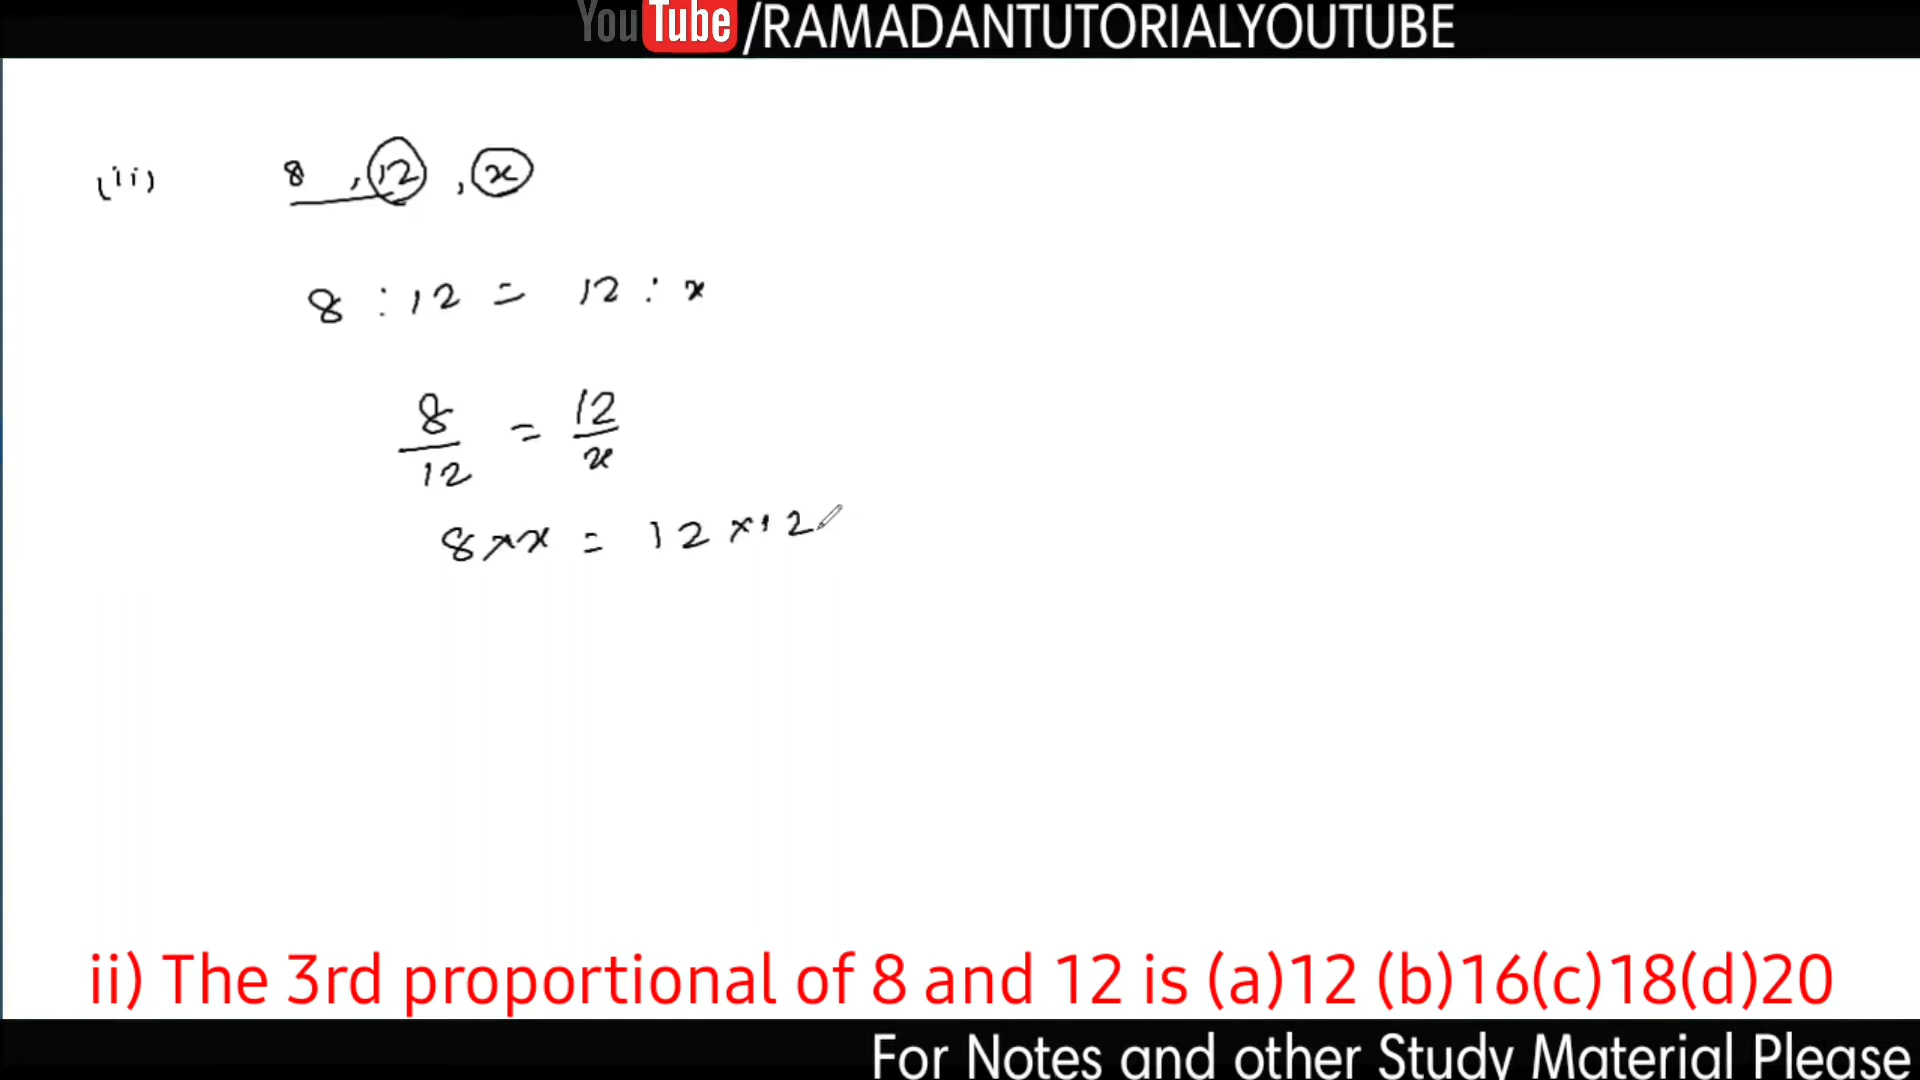 YouTube/RAMADANTUTORIALYOUTUBE
(ii) 8 , 12 , x
8 : 12 = 12 : x
8/12 = 12/x
8 × x = 12 × 12
ii) The 3rd proportional of 8 and 12 is (a)12 (b)16(c)18(d)20
For Notes and other Study Material Please